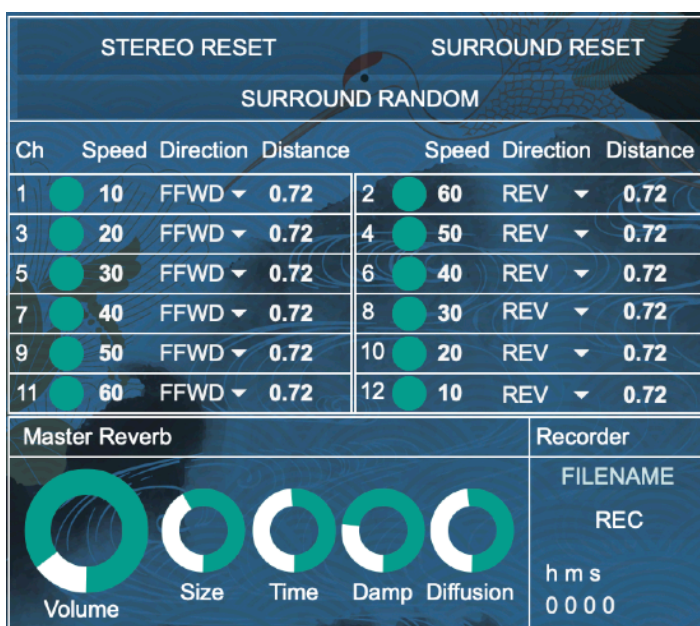 STEREO RESET SURROUND RESET
SURROUND RANDOM
Ch Speed Direction Distance Speed Direction Distance
1 10 FFWD 0.72 2 60 REV 0.72
3 20 FFWD 0.72 4 50 REV 0.72
5 30 FFWD 0.72 6 40 REV 0.72
7 40 FFWD 0.72 8 30 REV 0.72
9 50 FFWD 0.72 10 20 REV 0.72
11 60 FFWD 0.72 12 10 REV 0.72
Master Reverb Recorder
FILENAME
REC
Size Time Damp Diffusion
Volume
h m s
0 0 0 0